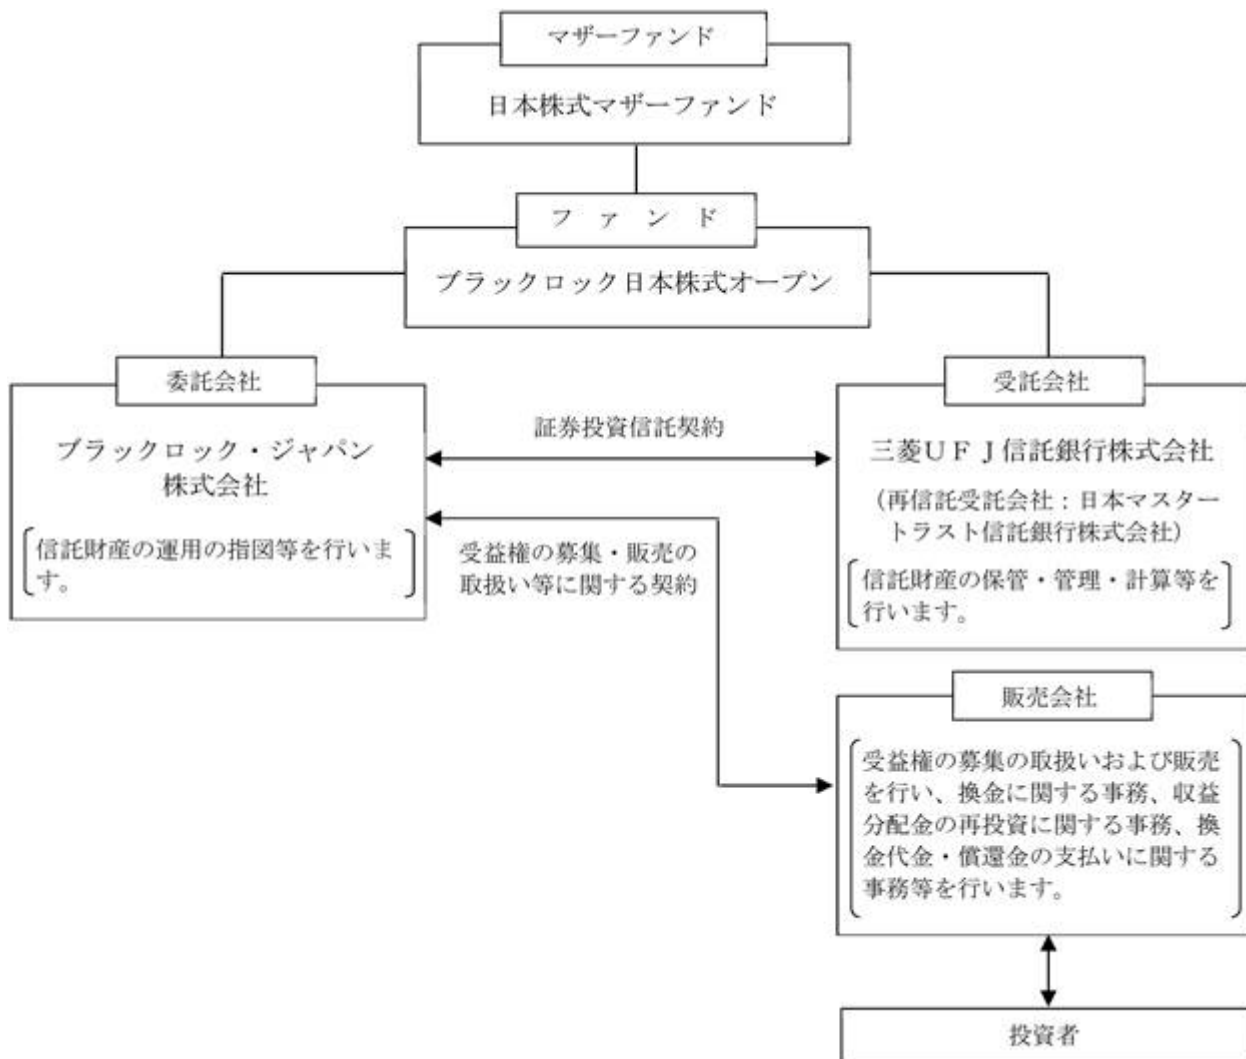 マザーファンド
日本株式マザーファンド
ファンド
ブラックロック日本株式オープン
委託会社
ブラックロック・ジャパン
株式会社
信託財産の運用の指図等を行いま
す。
証券投資信託契約
受益権の募集・販売の
取扱い等に関する契約
受託会社
三菱UFJ信託銀行株式会社
(再信託受託会社:日本マスター
トラスト信託銀行株式会社)
信託財産の保管・管理・計算等を
行います。
販売会社
受益権の募集の取扱いおよび販売
を行い、換金に関する事務、収益
分配金の再投資に関する事務、換
金代金・償還金の支払いに関する
事務等を行います。
投資者